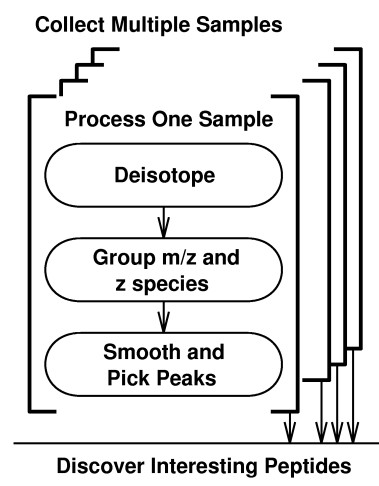 Collect Multiple Samples
Process One Sample
Deisotope
Group m/z and
z species
Smooth and
Pick Peaks
Discover Interesting Peptides